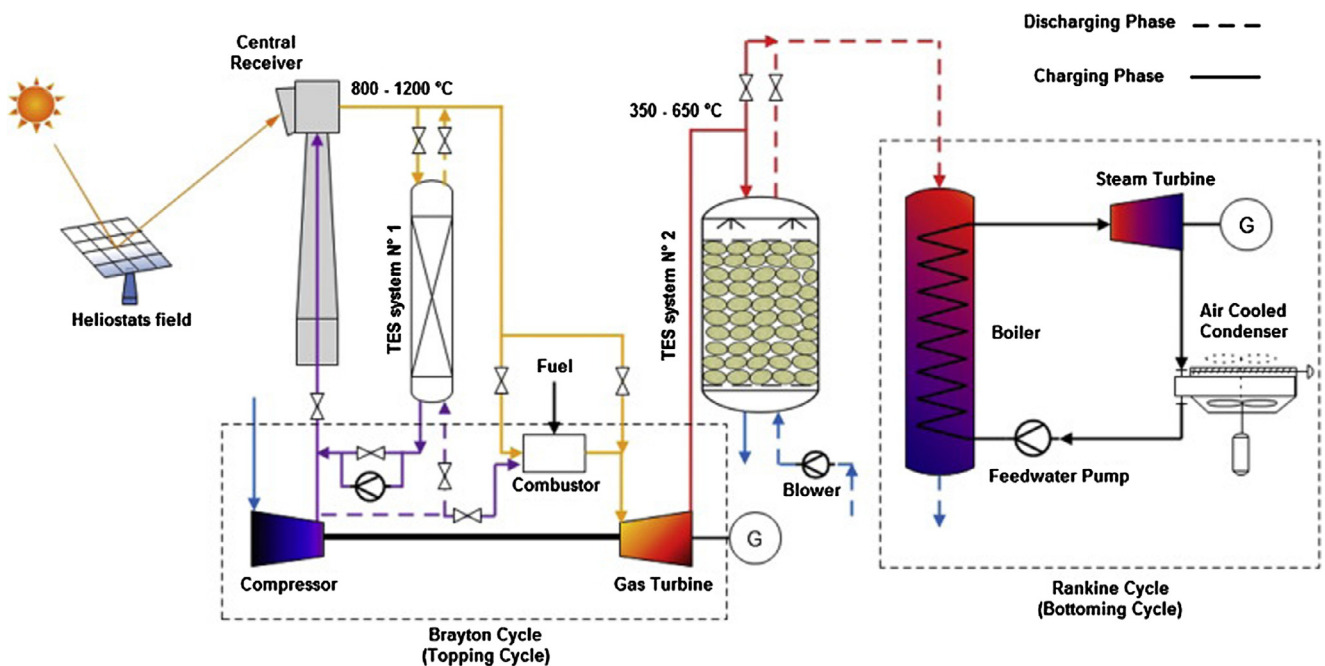 Discharging Phase
Charging Phase
Central
Receiver
800 - 1200 °C
350 - 650 °C
Heliostats field
TES system N° 1
TES system N° 2
Fuel
Combustor
Compressor
Gas Turbine
G
Blower
Steam Turbine
G
Boiler
Air Cooled
Condenser
Feedwater Pump
Brayton Cycle
(Topping Cycle)
Rankine Cycle
(Bottoming Cycle)